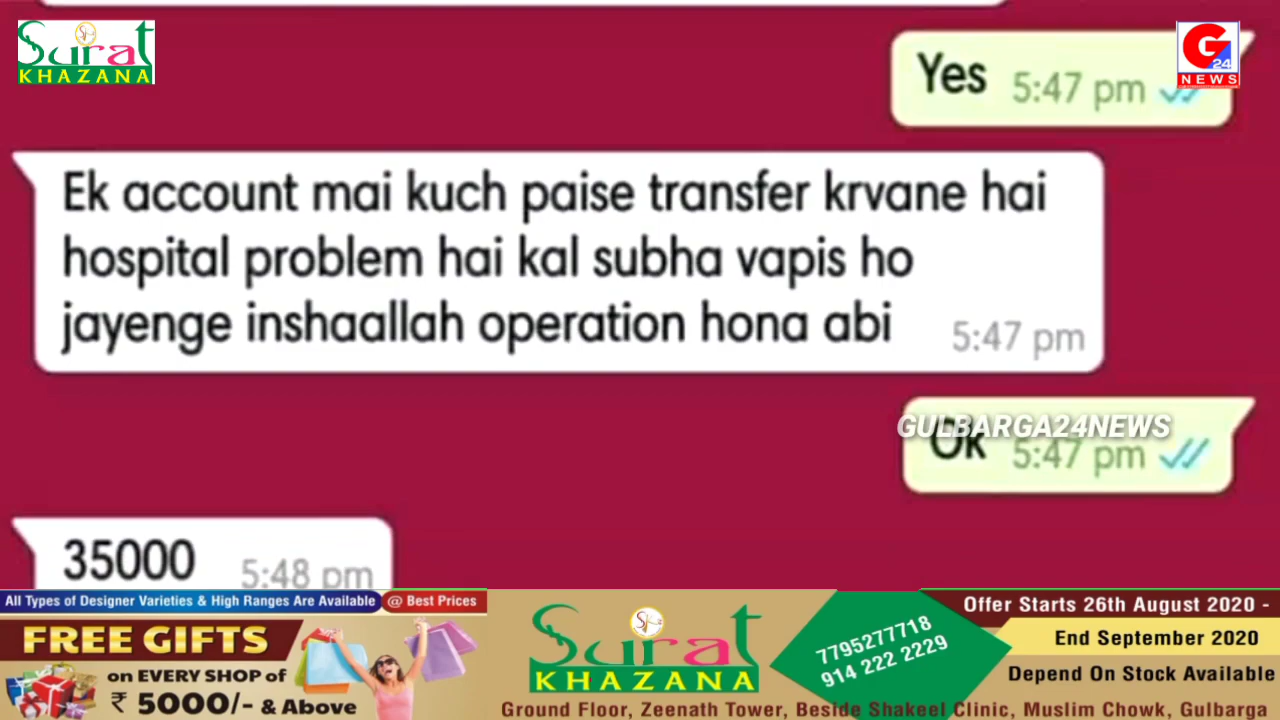 Surat
KHAZANA
G
24
NEWS
Yes 5:47 pm
Ek account mai kuch paise transfer krvane hai
hospital problem hai kal subha vapis ho
jayenge inshaallah operation hona abi 5:47 pm
GULBARGA24NEWS
Ok 5:47 pm
35000 5:48 pm
All Types of Designer Varieties & High Ranges Are Available @ Best Prices
FREE GIFTS
on EVERY SHOP of
₹ 5000/- & Above
Surat
KHAZANA
7795277718
914 222 2229
Offer Starts 26th August 2020 -
End September 2020
Depend On Stock Available
Ground Floor, Zeenath Tower, Beside Shakeel Clinic, Muslim Chowk, Gulbarga